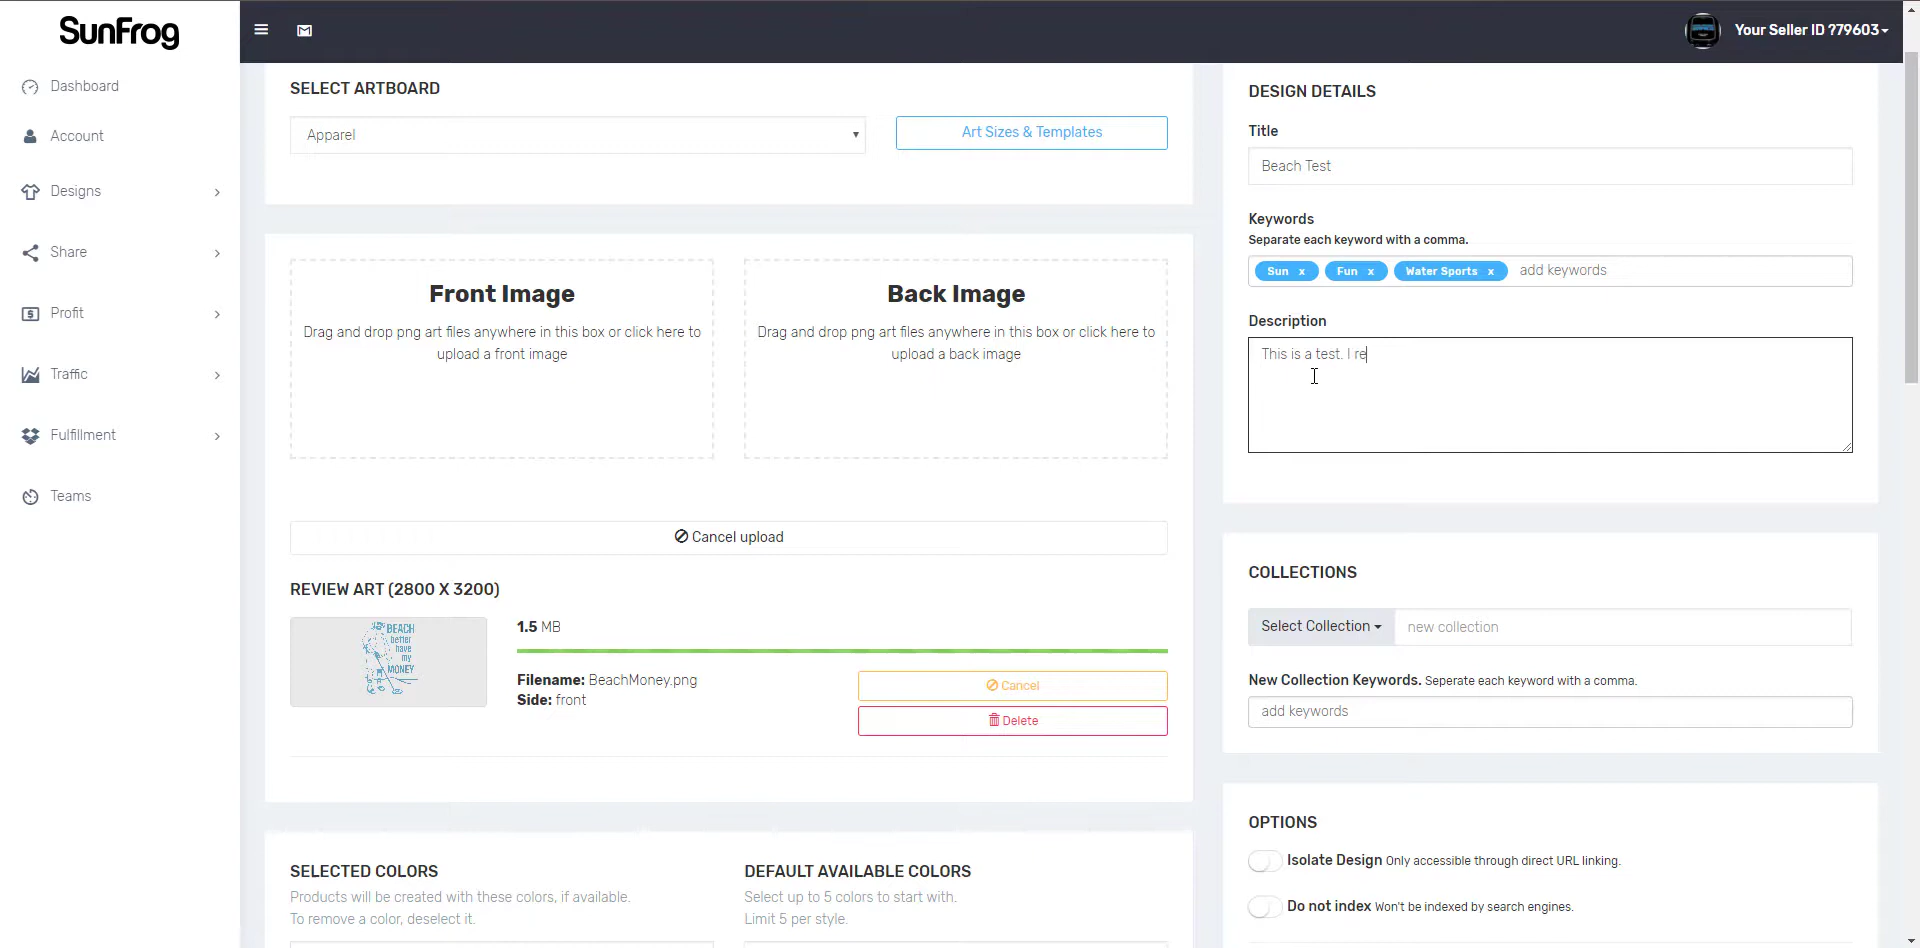 SunFrog
Your Seller ID 779603
Dashboard
Account
Designs
Share
Profit
Traffic
Fulfillment
Teams
SELECT ARTBOARD
Apparel
Art Sizes & Templates
Front Image
Drag and drop png art files anywhere in this box or click here to
upload a front image
Back Image
Drag and drop png art files anywhere in this box or click here to
upload a back image
Cancel upload
REVIEW ART (2800 X 3200)
BEACH
better
have
my
MONEY
1.5 MB
Filename: BeachMoney.png
Side: front
Cancel
Delete
SELECTED COLORS
Products will be created with these colors, if available.
To remove a color, deselect it.
DEFAULT AVAILABLE COLORS
Select up to 5 colors to start with.
Limit 5 per style.
DESIGN DETAILS
Title
Beach Test
Keywords
Separate each keyword with a comma.
Sun x Fun x Water Sports x add keywords
Description
This is a test. I re
COLLECTIONS
Select Collection new collection
New Collection Keywords. Seperate each keyword with a comma.
add keywords
OPTIONS
Isolate Design Only accessible through direct URL linking.
Do not index Won't be indexed by search engines.